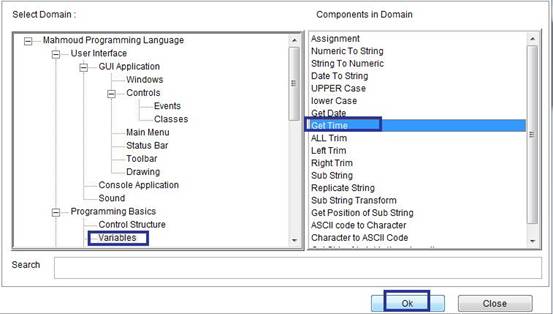 Select Domain :
Mahmoud Programming Language
User Interface
GUI Application
Windows
Controls
Events
Classes
Main Menu
Status Bar
Toolbar
Drawing
Console Application
Sound
Programming Basics
Control Structure
Variables
Components in Domain
Assignment
Numeric To String
String To Numeric
Date To String
UPPER Case
lower Case
Get Date
Get Time
ALL Trim
Left Trim
Right Trim
Sub String
Replicate String
Sub String Transform
Get Position of Sub String
ASCII code to Character
Character to ASCII Code
Search
Ok
Close